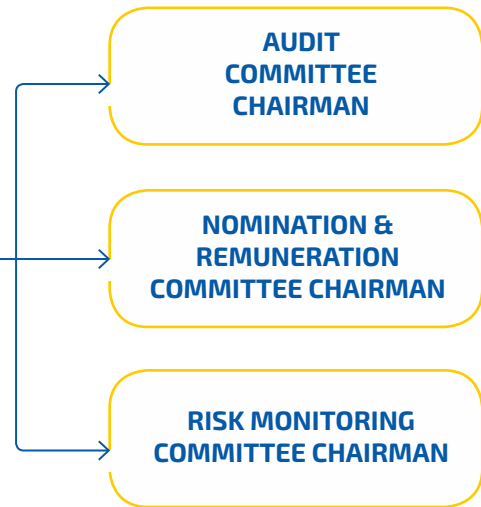 AUDIT
COMMITTEE
CHAIRMAN
NOMINATION &
REMUNERATION
COMMITTEE CHAIRMAN
RISK MONITORING
COMMITTEE CHAIRMAN